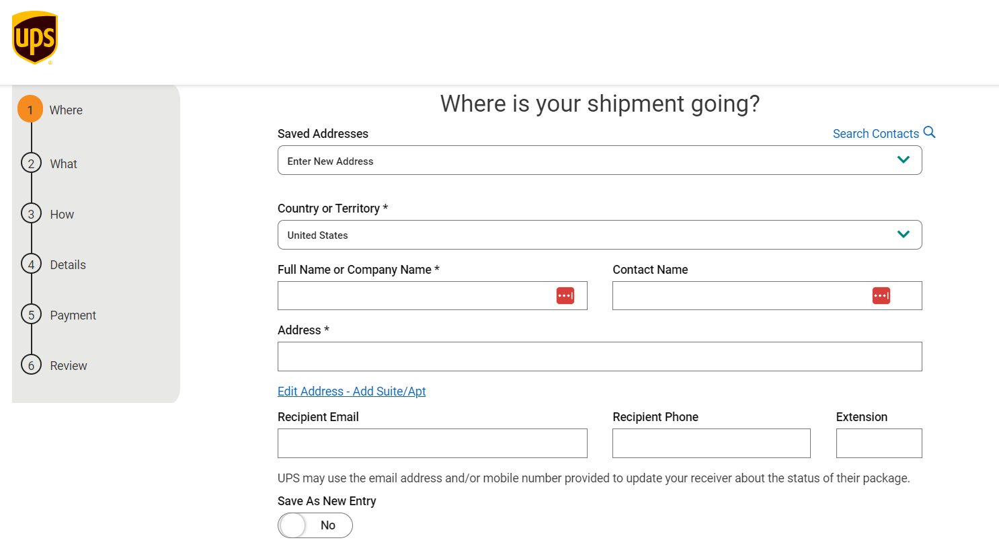 ups
1 Where
2 What
3 How
4 Details
5 Payment
6 Review
Where is your shipment going?
Saved Addresses
Search Contacts
Enter New Address
Country or Territory *
United States
Full Name or Company Name *
Contact Name
Address *
Edit Address - Add Suite/Apt
Recipient Email
Recipient Phone
Extension
UPS may use the email address and/or mobile number provided to update your receiver about the status of their package.
Save As New Entry
No